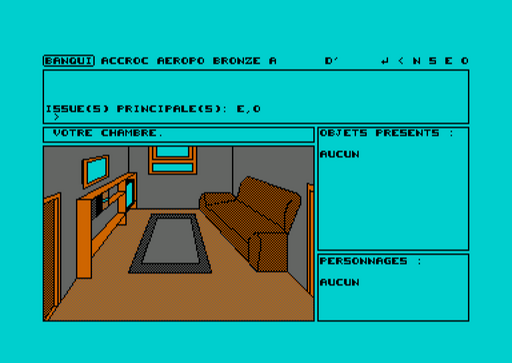 BANQUI ACCROC AEROPO BRONZE A D' ↵ < N S E O
ISSUE(S) PRINCIPALE(S): E,O
>
VOTRE CHAMBRE.
OBJETS PRESENTS :
AUCUN
PERSONNAGES :
AUCUN